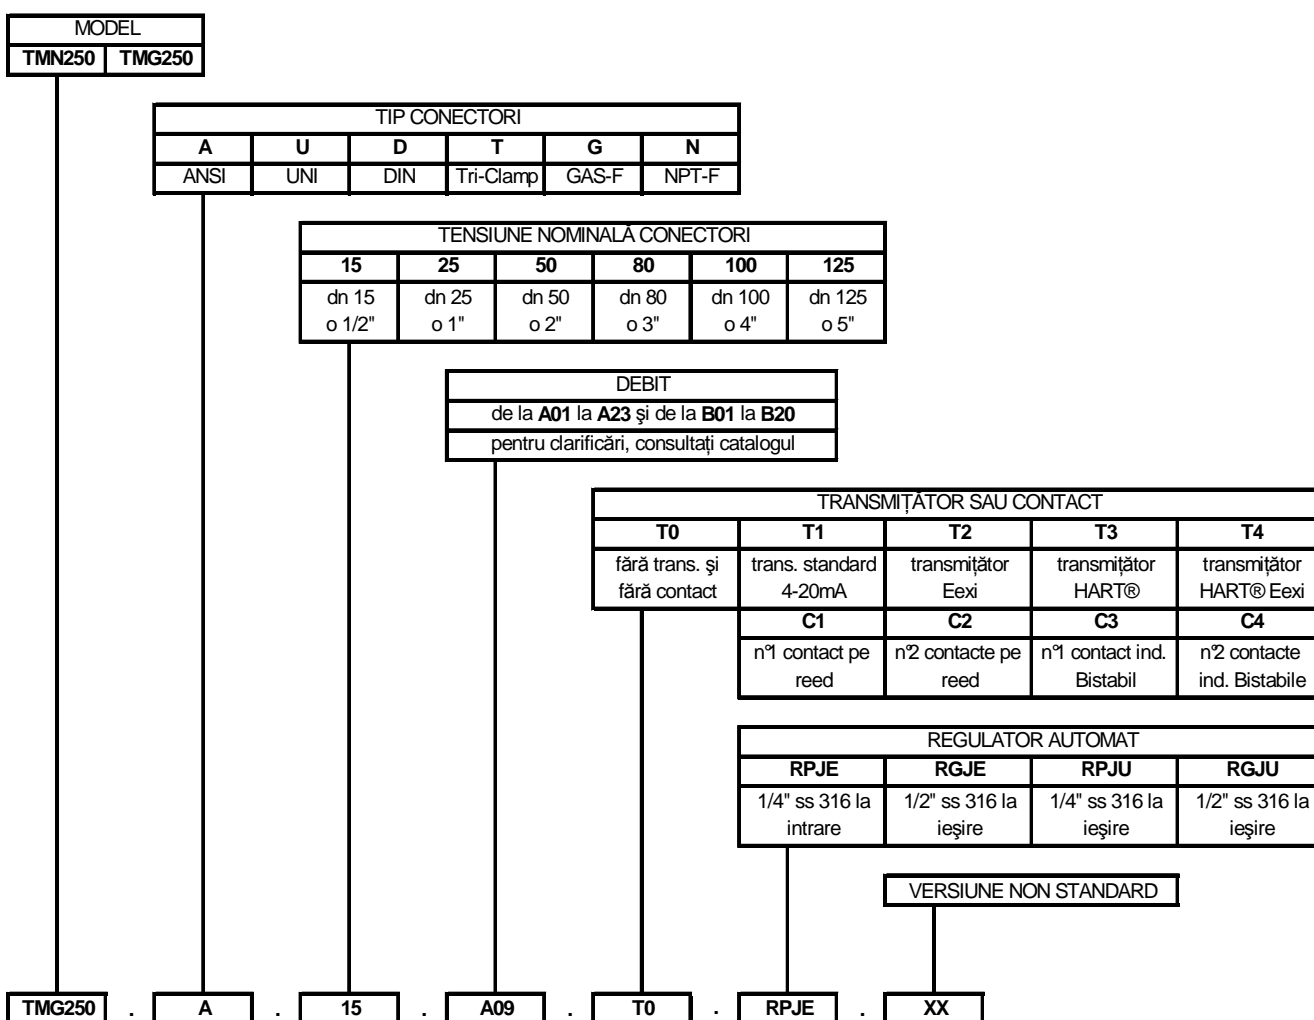 MODEL
TMN250 TMG250
TIP CONECTORI
A U D T G N
ANSI UNI DIN Tri-Clamp GAS-F NPT-F
TENSIUNE NOMINALĂ CONECTORI
15 25 50 80 100 125
dn 15 dn 25 dn 50 dn 80 dn 100 dn 125
o 1/2" o 1" o 2" o 3" o 4" o 5"
DEBIT
de la A01 la A23 şi de la B01 la B20
pentru clarificări, consultați catalogul
TRANSMIȚĂTOR SAU CONTACT
T0 T1 T2 T3 T4
fără trans. şi trans. standard transmițător transmițător transmițător
fără contact 4-20mA Eexi HART® HART® Eexi
C1 C2 C3 C4
n°1 contact pe n°2 contacte pe n°1 contact ind. n°2 contacte
reed reed Bistabil ind. Bistabile
REGULATOR AUTOMAT
RPJE RGJE RPJU RGJU
1/4" ss 316 la 1/2" ss 316 la 1/4" ss 316 la 1/2" ss 316 la
intrare ieşire ieşire ieşire
VERSIUNE NON STANDARD
TMG250 . A . 15 . A09 . T0 . RPJE . XX